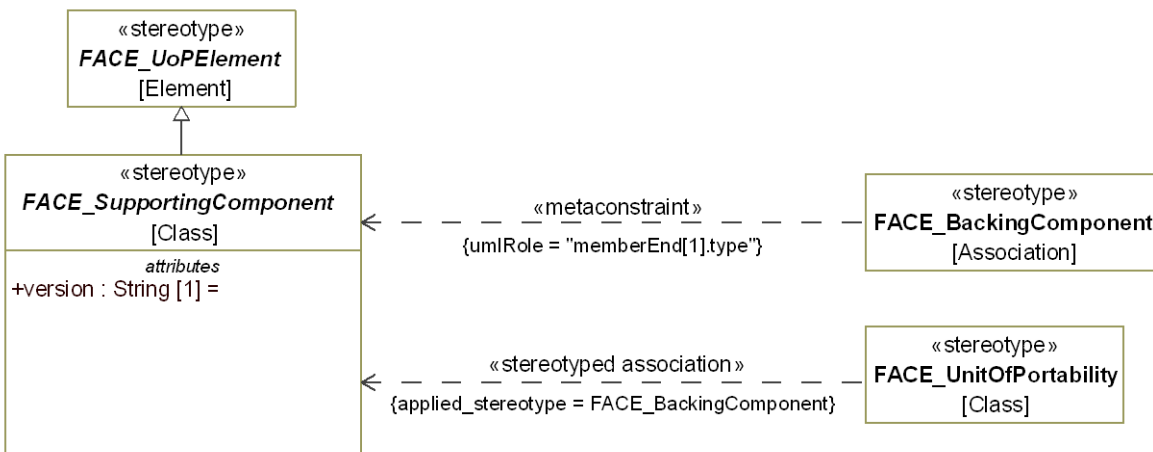 «stereotype»
FACE_UoPElement
[Element]
«stereotype»
FACE_SupportingComponent
[Class]
attributes
+version : String [1] =
«metaconstraint»
{umlRole = "memberEnd[1].type"}
«stereotype»
FACE_BackingComponent
[Association]
«stereotyped association»
{applied_stereotype = FACE_BackingComponent}
«stereotype»
FACE_UnitOfPortability
[Class]